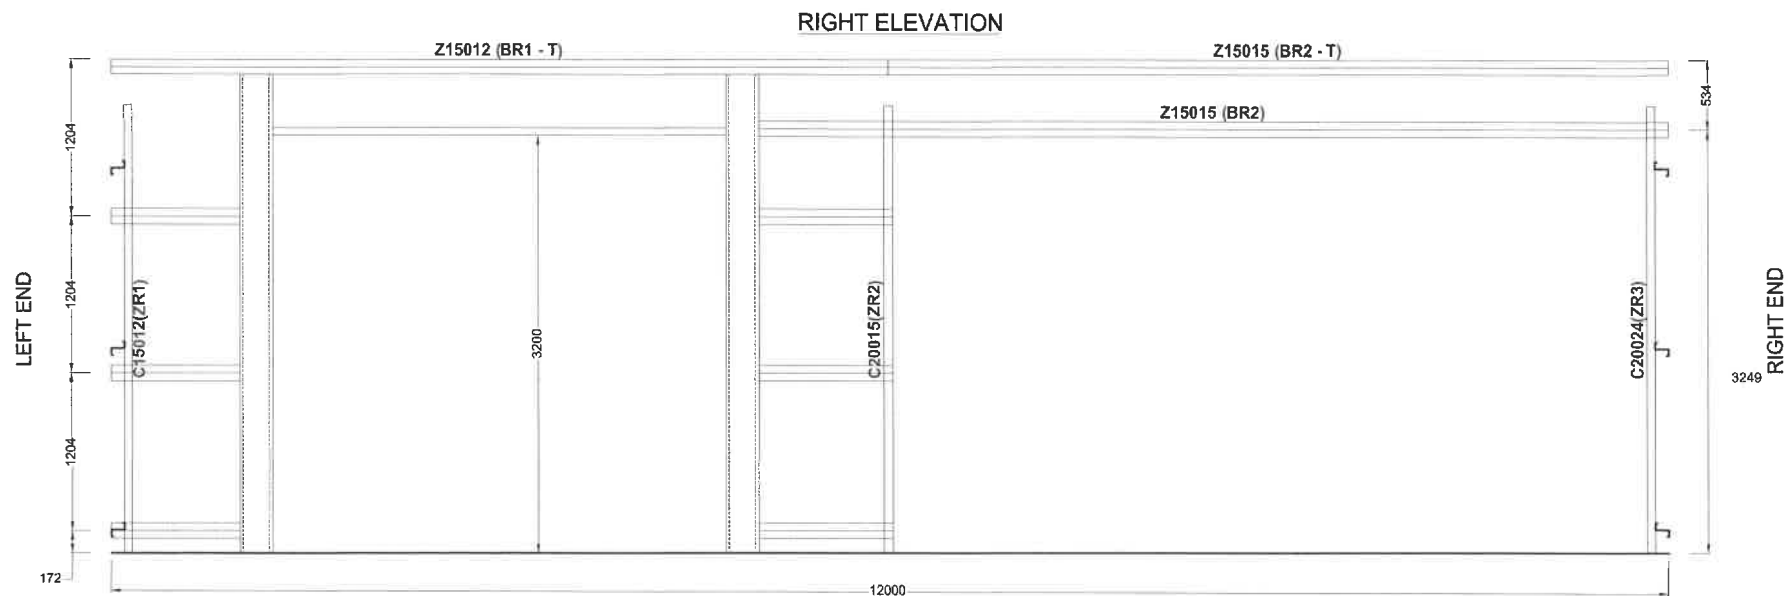 RIGHT ELEVATION
Z15012 (BR1 - T)
Z15015 (BR2 - T)
534
Z15015 (BR2)
1204
3200
LEFT END
1204
C15012(ZR1)
C20015(ZR2)
C20024(ZR3)
3249
RIGHT END
1204
172
12000